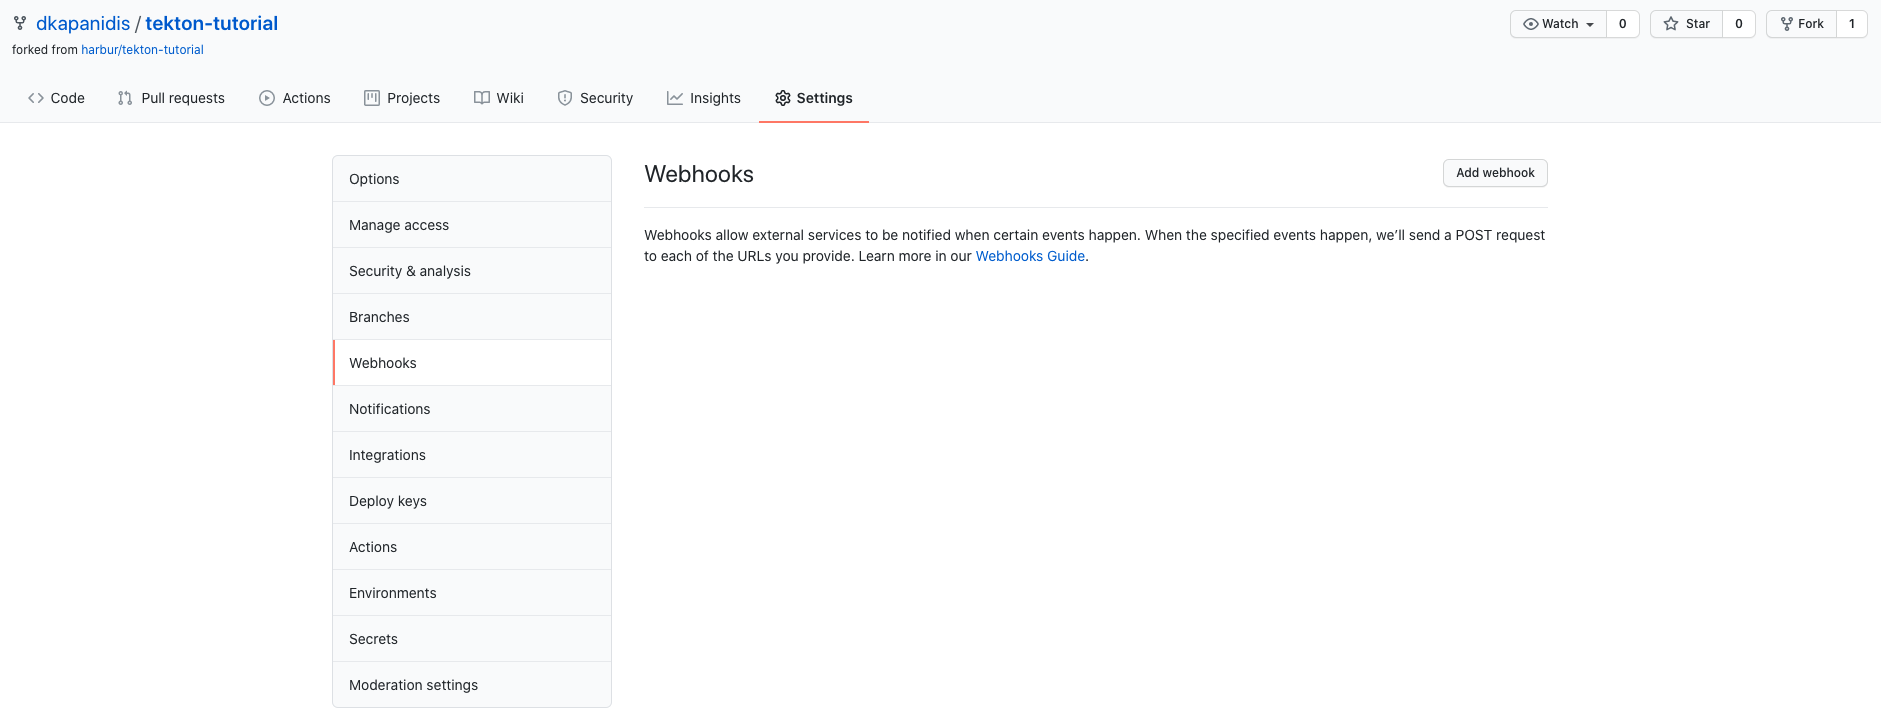 dkapanidis / tekton-tutorial
forked from harbur/tekton-tutorial
Watch 0 Star 0 Fork 1
Code Pull requests Actions Projects Wiki Security Insights Settings
Options
Manage access
Security & analysis
Branches
Webhooks
Notifications
Integrations
Deploy keys
Actions
Environments
Secrets
Moderation settings
Webhooks
Add webhook
Webhooks allow external services to be notified when certain events happen. When the specified events happen, we’ll send a POST request
to each of the URLs you provide. Learn more in our Webhooks Guide.